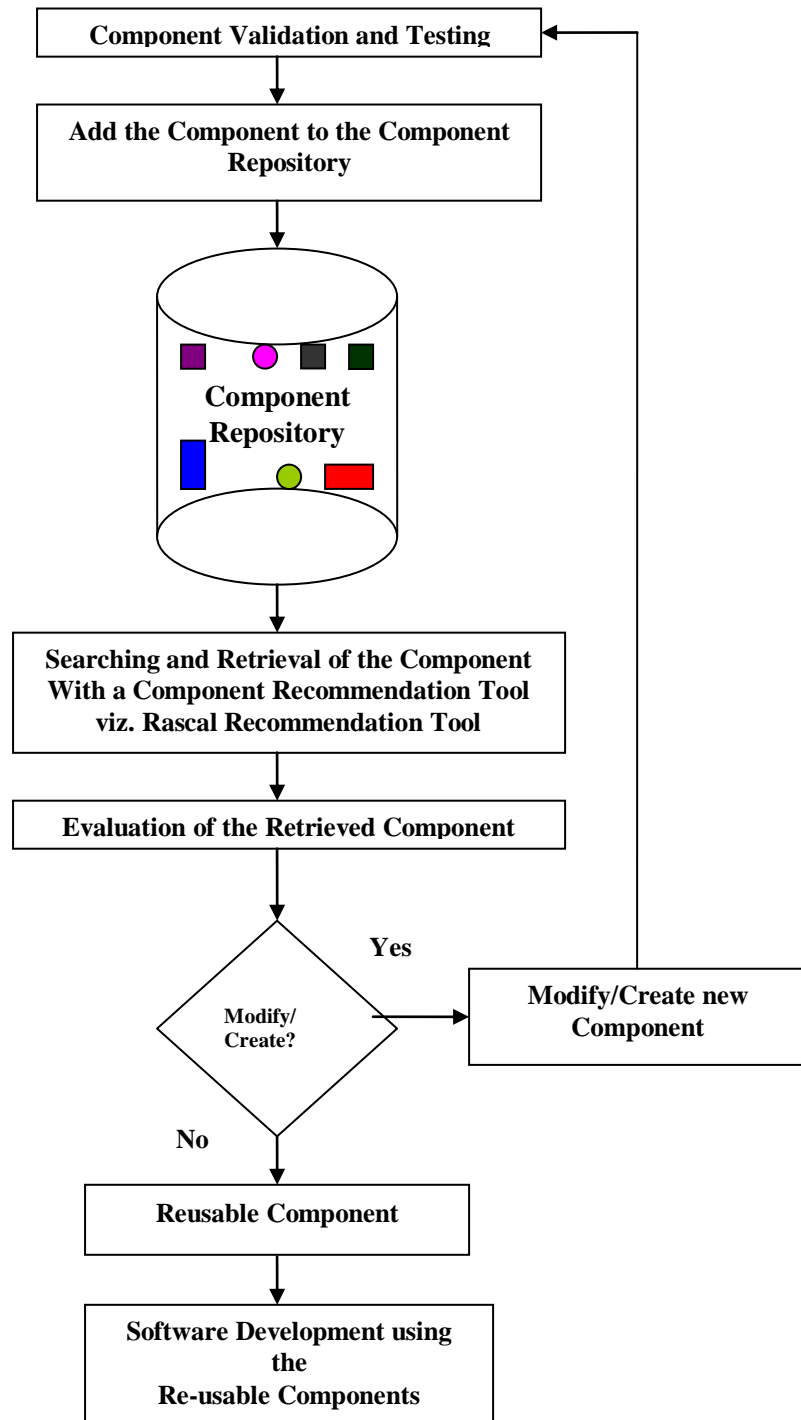 Component Validation and Testing
Add the Component to the Component
Repository
Component
Repository
Searching and Retrieval of the Component
With a Component Recommendation Tool
viz. Rascal Recommendation Tool
Evaluation of the Retrieved Component
Yes
Modify/
Create?
Modify/Create new
Component
No
Reusable Component
Software Development using
the
Re-usable Components